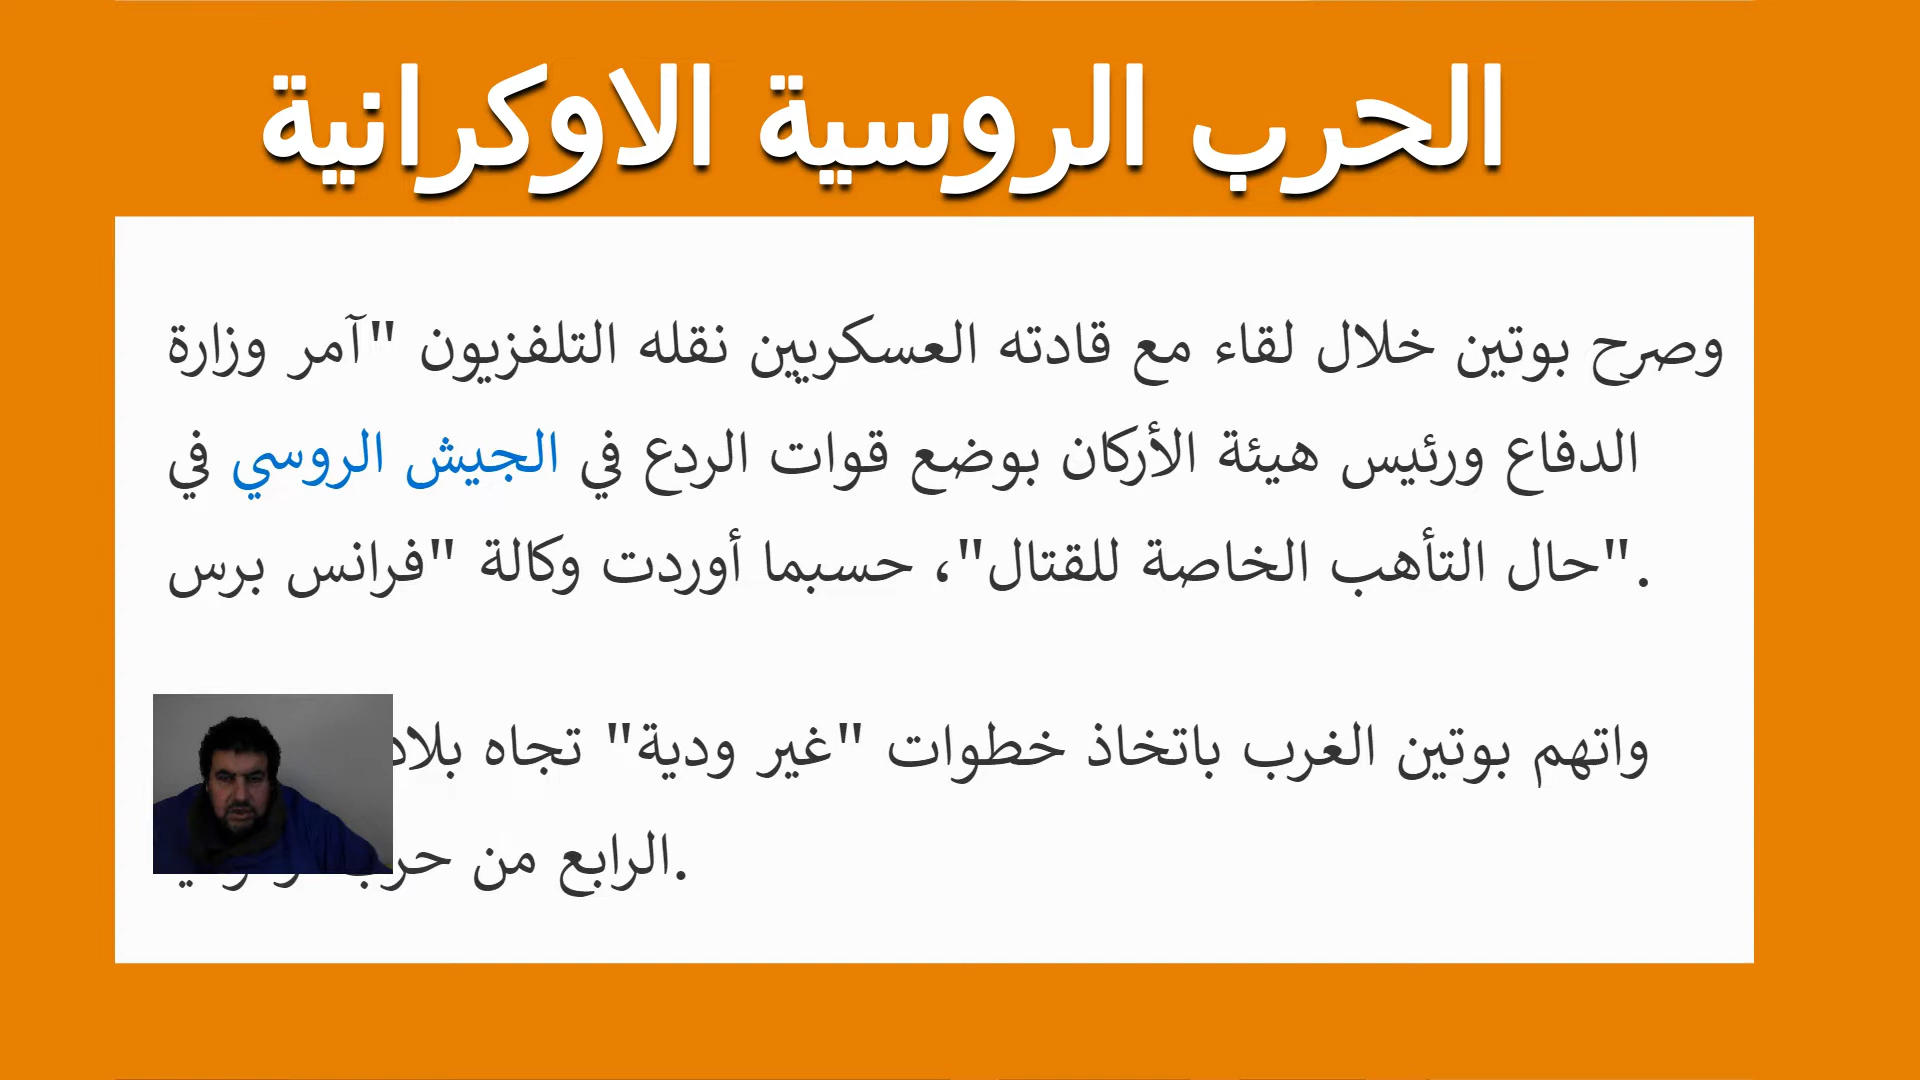 الحرب الروسية الاوكرانية
وصرح بوتين خلال لقاء مع قادته العسكريين نقله التلفزيون "آمر وزارة
الدفاع ورئيس هيئة الأركان بوضع قوات الردع في الجيش الروسي في
حال التأهب الخاصة للقتال"، حسبما أوردت وكالة "فرانس برس".
واتهم بوتين الغرب باتخاذ خطوات "غير ودية" تجاه
الرابع من.